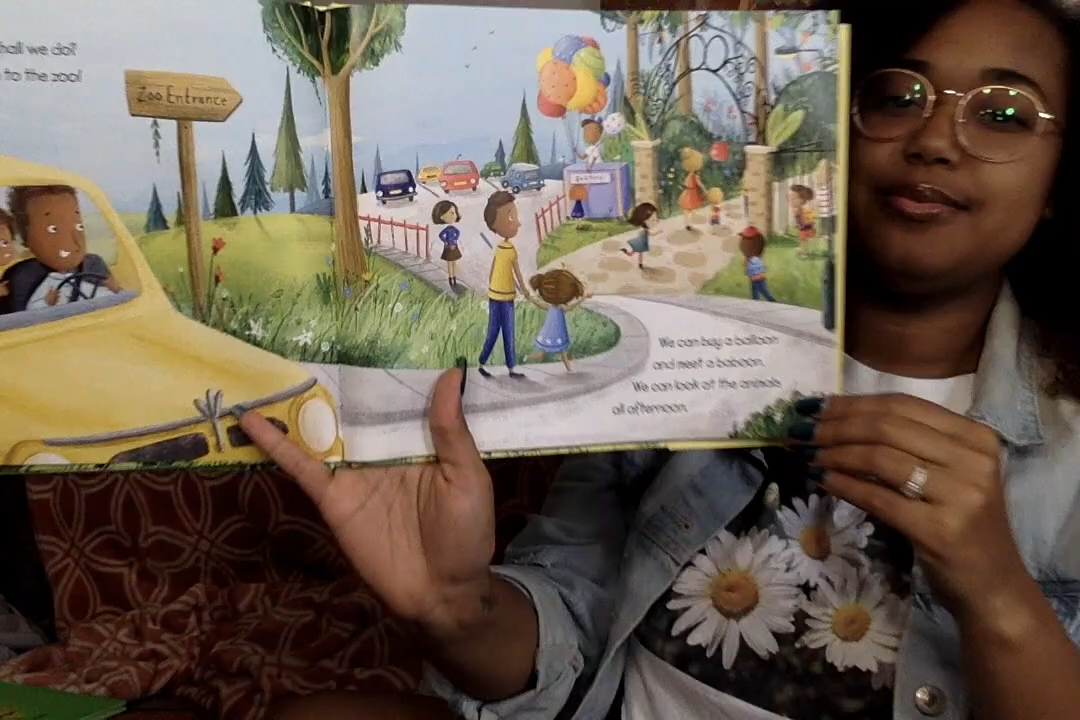 hall we do?
to the zoo!
Zoo Entrance
We can buy a balloon
and meet a baboon.
We can look at the animals
all afternoon.